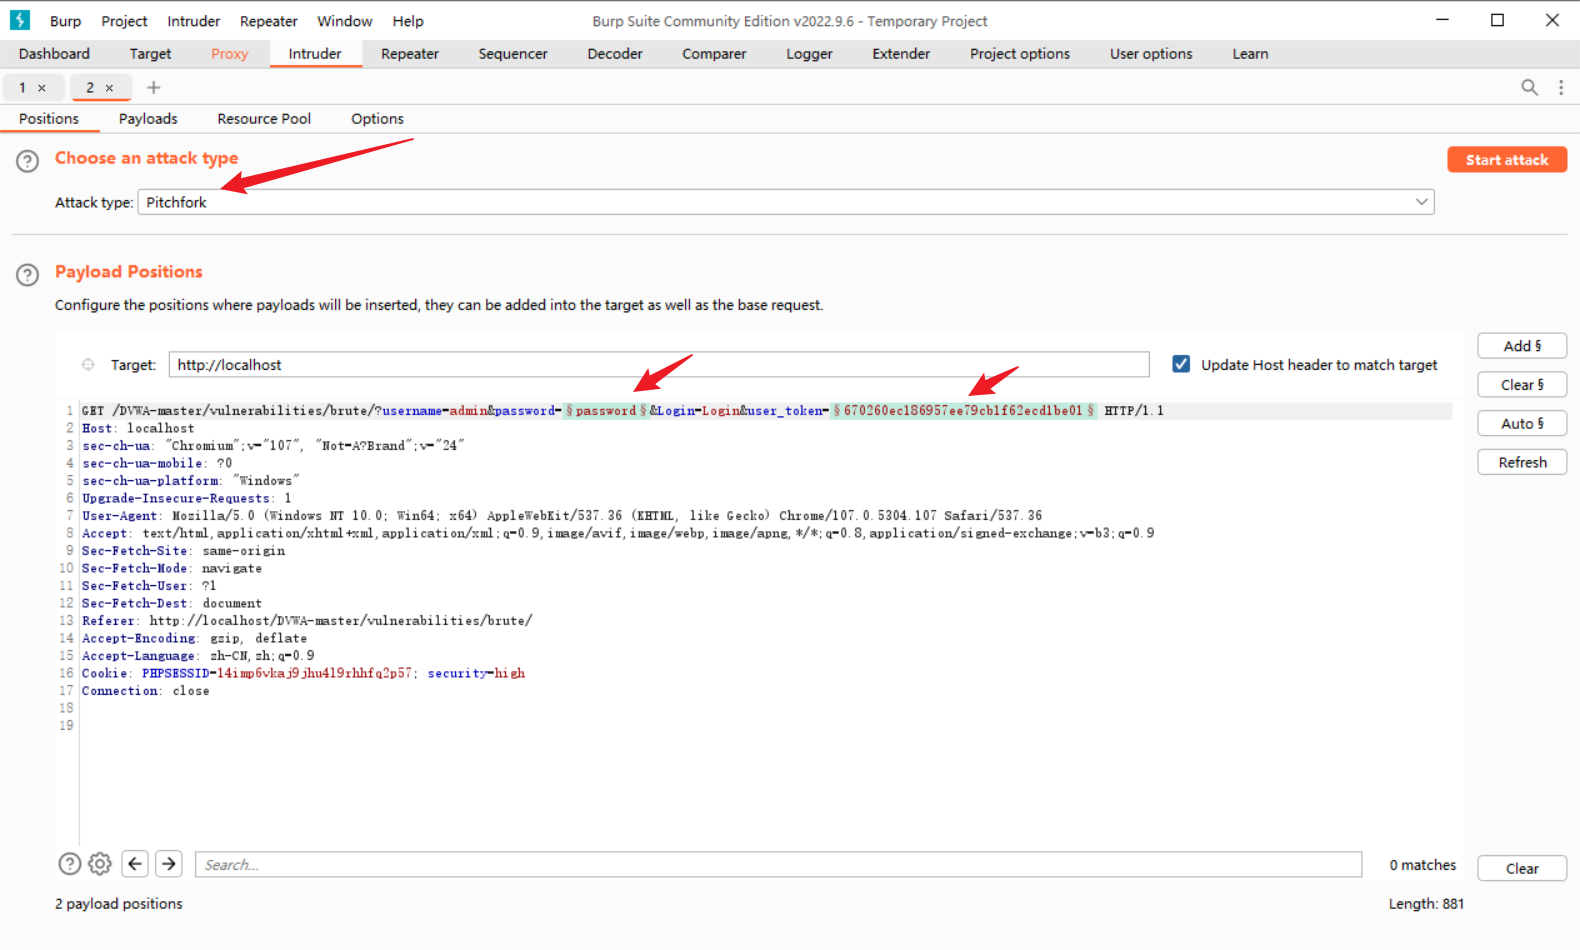 Burp Project Intruder Repeater Window Help Burp Suite Community Edition v2022.9.6 - Temporary Project
Dashboard Target Proxy Intruder Repeater Sequencer Decoder Comparer Logger Extender Project options User options Learn
1 × 2 × +
Positions Payloads Resource Pool Options
? Choose an attack type Start attack
Attack type: Pitchfork
? Payload Positions
Configure the positions where payloads will be inserted, they can be added into the target as well as the base request.
Target: http://localhost Update Host header to match target
Add §
Clear §
Auto §
Refresh
1 GET /DVWA-master/vulnerabilities/brute/?username=admin&password=§password§&Login=Login&user_token=§670260ec186957ee79cb1f62ecd1be01§ HTTP/1.1
2 Host: localhost
3 sec-ch-ua: "Chromium";v="107", "Not=A?Brand";v="24"
4 sec-ch-ua-mobile: ?0
5 sec-ch-ua-platform: "Windows"
6 Upgrade-Insecure-Requests: 1
7 User-Agent: Mozilla/5.0 (Windows NT 10.0; Win64; x64) AppleWebKit/537.36 (KHTML, like Gecko) Chrome/107.0.5304.107 Safari/537.36
8 Accept: text/html,application/xhtml+xml,application/xml;q=0.9,image/avif,image/webp,image/apng,*/*;q=0.8,application/signed-exchange;v=b3;q=0.9
9 Sec-Fetch-Site: same-origin
10 Sec-Fetch-Mode: navigate
11 Sec-Fetch-User: ?1
12 Sec-Fetch-Dest: document
13 Referer: http://localhost/DVWA-master/vulnerabilities/brute/
14 Accept-Encoding: gzip, deflate
15 Accept-Language: zh-CN,zh;q=0.9
16 Cookie: PHPSESSID=14imp6vkaj9jhu419rhhfq2p57; security=high
17 Connection: close
18
19
? Search... 0 matches Clear
2 payload positions Length: 881